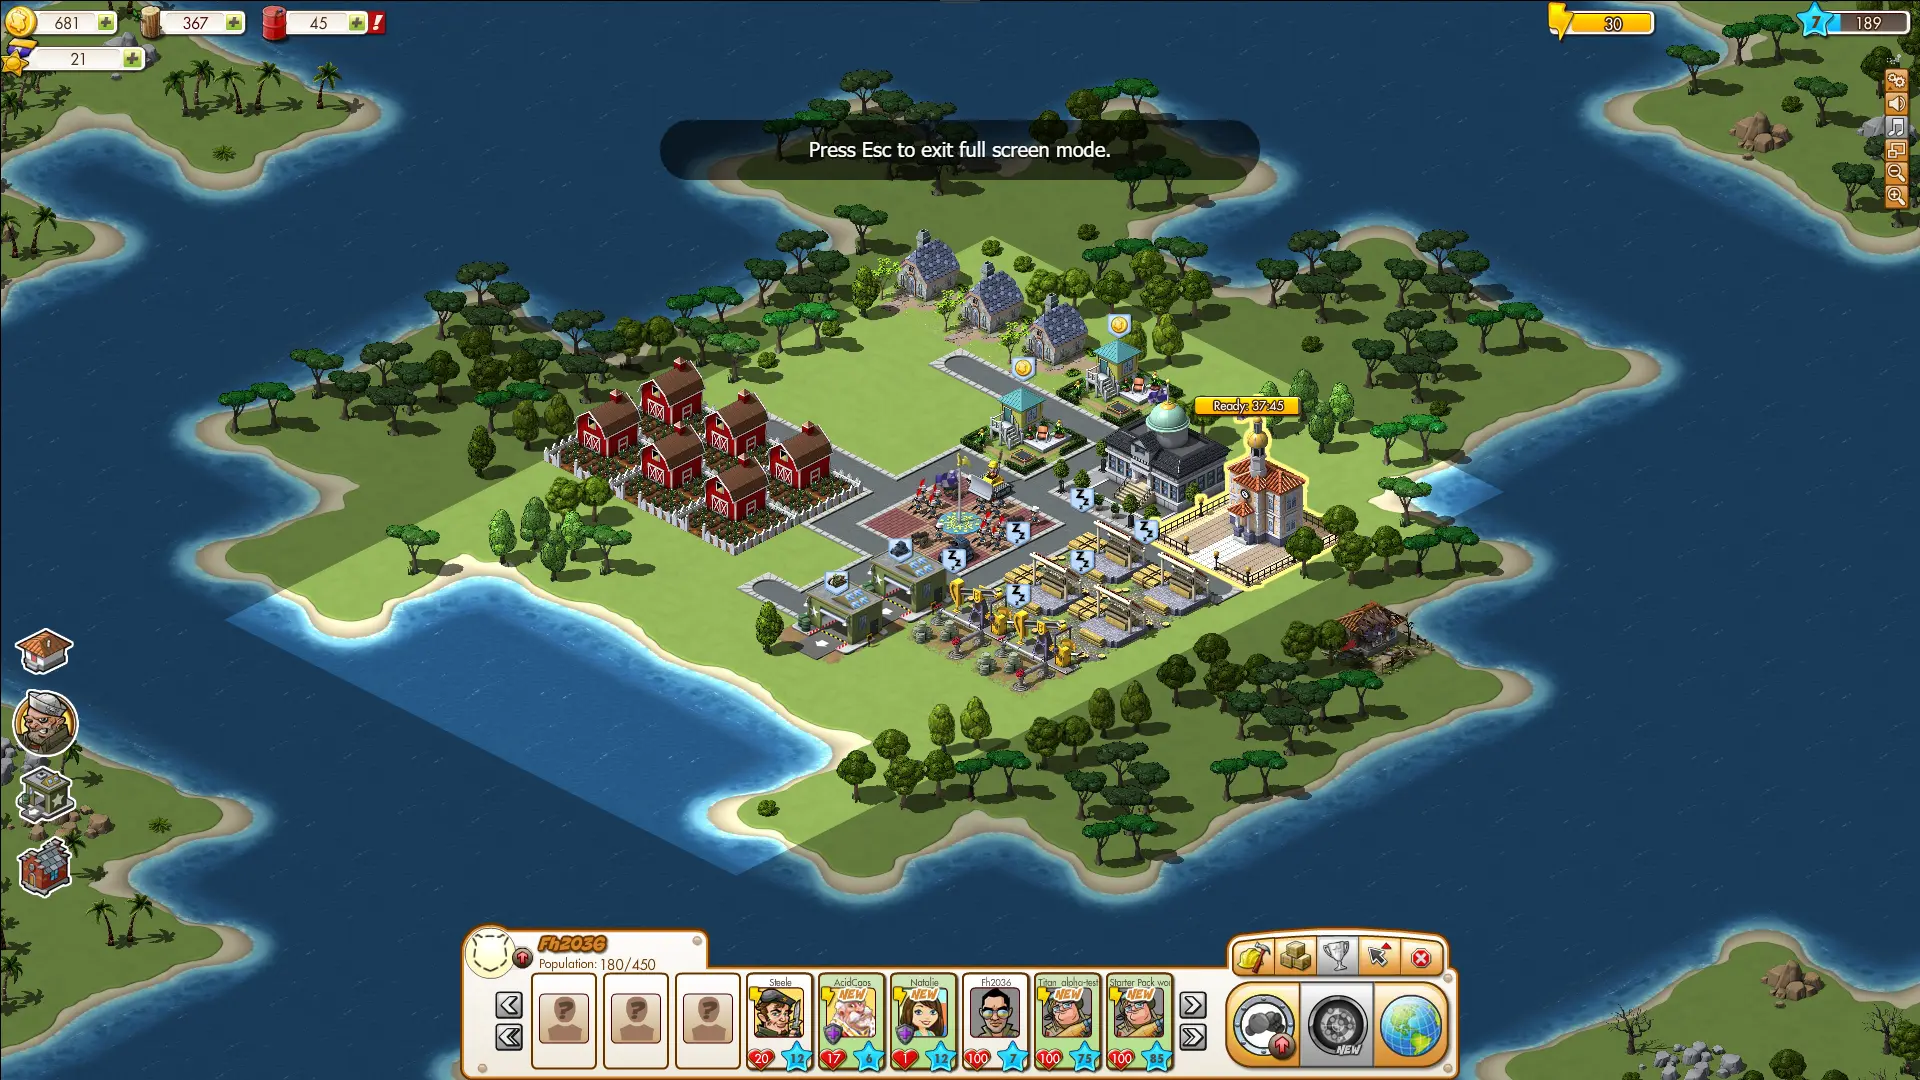 681
367
45
!
30
7
189
21
Press Esc to exit full screen mode.
Ready: 37:45
Z z
Z z
Z z
Z z
Z z
Z z
Fh2036
Population: 180/450
Steele
AcidCaos
Natalie
Fh2036
Titan_alpha-test
Starter Pack wo
NEW
NEW
NEW
NEW
20
12
17
6
1
12
100
7
100
75
100
85
NEW